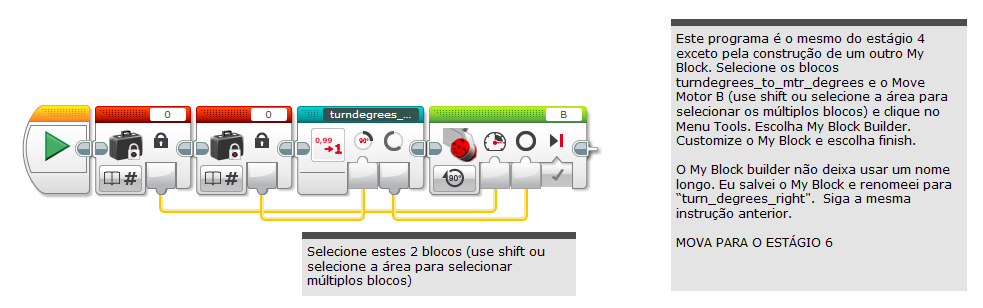 0
0
turndegrees_...
B
0,99
1
90°
#
#
90°
Selecione estes 2 blocos (use shift ou
selecione a área para selecionar
múltiplos blocos)
Este programa é o mesmo do estágio 4
exceto pela construção de um outro My
Block. Selecione os blocos
turndegrees_to_mtr_degrees e o Move
Motor B (use shift ou selecione a área para
selecionar os múltiplos blocos) e clique no
Menu Tools. Escolha My Block Builder.
Customize o My Block e escolha finish.
O My Block builder não deixa usar um nome
longo. Eu salvei o My Block e renomeei para
“turn_degrees_right”.  Siga a mesma
instrução anterior.
MOVA PARA O ESTÁGIO 6